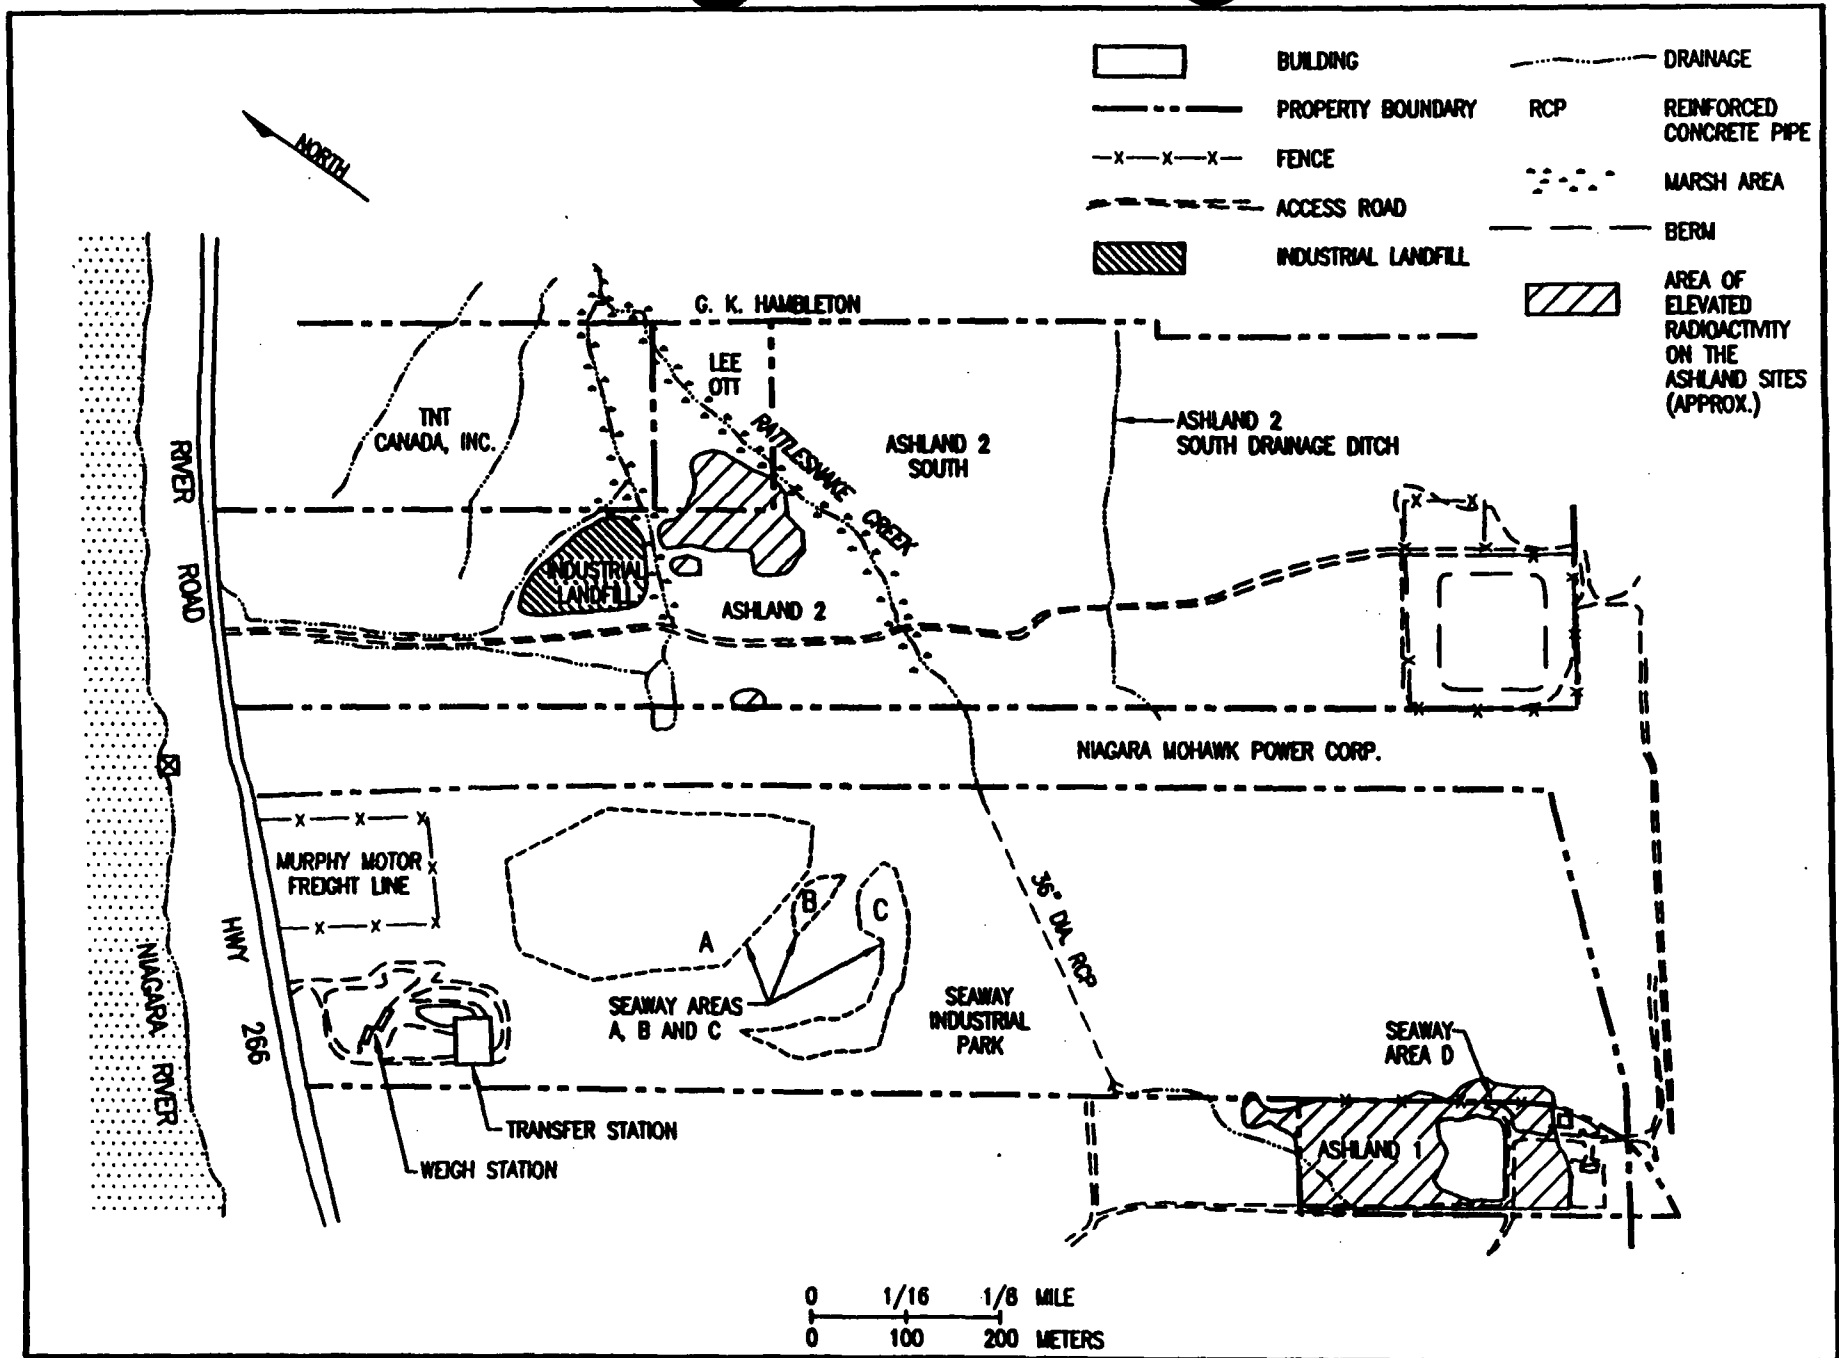 BUILDING
PROPERTY BOUNDARY
FENCE
ACCESS ROAD
INDUSTRIAL LANDFILL
DRAINAGE
RCP
REINFORCED
CONCRETE PIPE
MARSH AREA
BERM
AREA OF
ELEVATED
RADIOACTIVITY
ON THE
ASHLAND SITES
(APPROX.)
NORTH
G. K. HAMBLETON
LEE
OTT
TNT
CANADA, INC.
RATTLESNAKE CREEK
ASHLAND 2
SOUTH
ASHLAND 2
SOUTH DRAINAGE DITCH
RIVER ROAD
INDUSTRIAL
LANDFILL
ASHLAND 2
NIAGARA MOHAWK POWER CORP.
MURPHY MOTOR
FREIGHT LINE
A
B
C
36" DIA. RCP
HWY 266
NIAGARA RIVER
SEAWAY AREAS
A, B AND C
SEAWAY
INDUSTRIAL
PARK
SEAWAY
AREA D
TRANSFER STATION
WEIGH STATION
ASHLAND 1
0 1/16 1/8 MILE
0 100 200 METERS